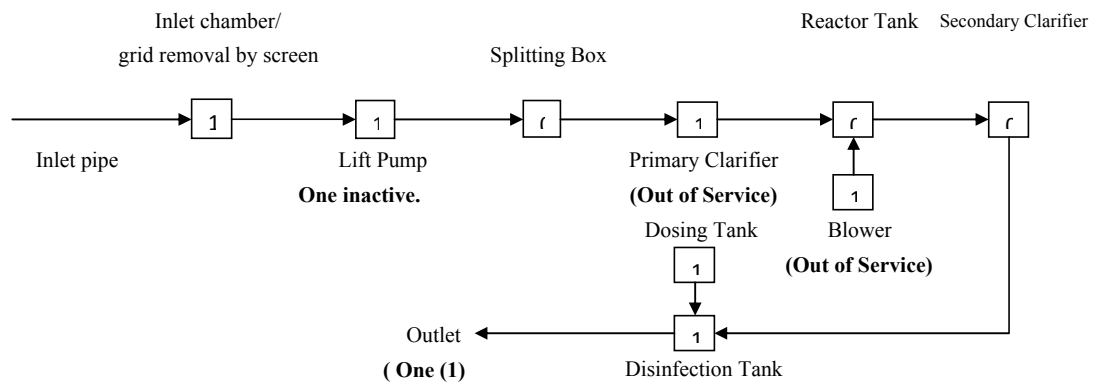 Inlet chamber/
grid removal by screen
Splitting Box
Reactor Tank
Secondary Clarifier
1
1
1
Inlet pipe
Lift Pump
One inactive.
Primary Clarifier
(Out of Service)
1
Blower
(Out of Service)
Dosing Tank
1
1
Outlet
( One (1)
Disinfection Tank